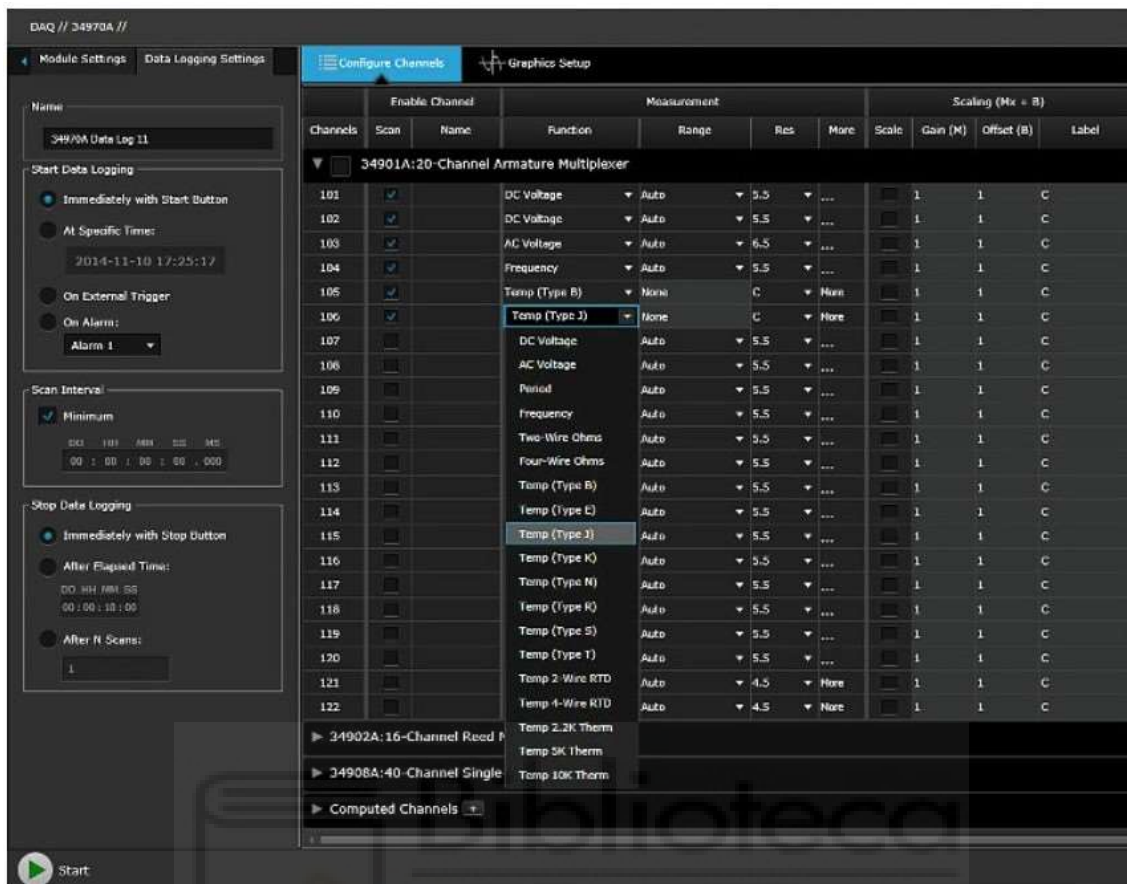 DAQ // 34970A //
Module Settings Data Logging Settings
Configure Channels Graphics Setup
Name
34970A Data Log 11
Start Data Logging
Immediately with Start Button
At Specific Time:
2014-11-10 17:25:17
On External Trigger
On Alarm:
Alarm 1
Scan Interval
Minimum
DD HH MM SS MS
00 : 00 : 00 : 00 . 000
Stop Data Logging
Immediately with Stop Button
After Elapsed Time:
DD HH MM SS
00:00:10:00
After N Scans:
1
Start
Enable Channel Measurement Scaling (Mx + B)
Channels Scan Name Function Range Res More Scale Gain (M) Offset (B) Label
34901A:20-Channel Armature Multiplexer
101 DC Voltage Auto 5.5 ... 1 1 C
102 DC Voltage Auto 5.5 ... 1 1 C
103 AC Voltage Auto 6.5 ... 1 1 C
104 Frequency Auto 5.5 ... 1 1 C
105 Temp (Type B) None C More 1 1 C
106 Temp (Type J) None C More 1 1 C
107 DC Voltage Auto 5.5 ... 1 1 C
108 AC Voltage Auto 5.5 ... 1 1 C
109 Period Auto 5.5 ... 1 1 C
110 Frequency Auto 5.5 ... 1 1 C
111 Two-Wire Ohms Auto 5.5 ... 1 1 C
112 Four-Wire Ohms Auto 5.5 ... 1 1 C
113 Temp (Type B) Auto 5.5 ... 1 1 C
114 Temp (Type E) Auto 5.5 ... 1 1 C
115 Temp (Type J) Auto 5.5 ... 1 1 C
116 Temp (Type K) Auto 5.5 ... 1 1 C
117 Temp (Type N) Auto 5.5 ... 1 1 C
118 Temp (Type R) Auto 5.5 ... 1 1 C
119 Temp (Type S) Auto 5.5 ... 1 1 C
120 Temp (Type T) Auto 5.5 ... 1 1 C
121 Temp 2-Wire RTD Auto 4.5 More 1 1 C
122 Temp 4-Wire RTD Auto 4.5 More 1 1 C
Temp 2.2K Therm
34902A:16-Channel Reed
Temp 5K Therm
34908A:40-Channel Single
Temp 10K Therm
Computed Channels +
Biblioteca